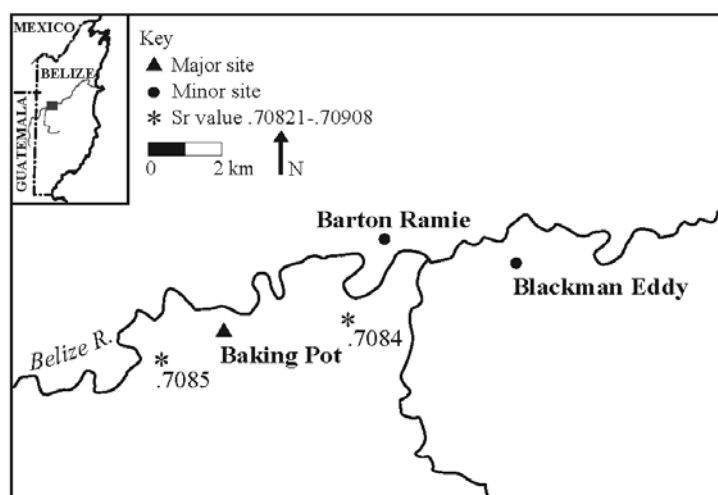 MEXICO
BELIZE
GUATEMALA
Key
Major site
Minor site
* Sr value .70821-.70908
0 2 km
N
Barton Ramie
Blackman Eddy
.7084
Belize R.
Baking Pot
.7085